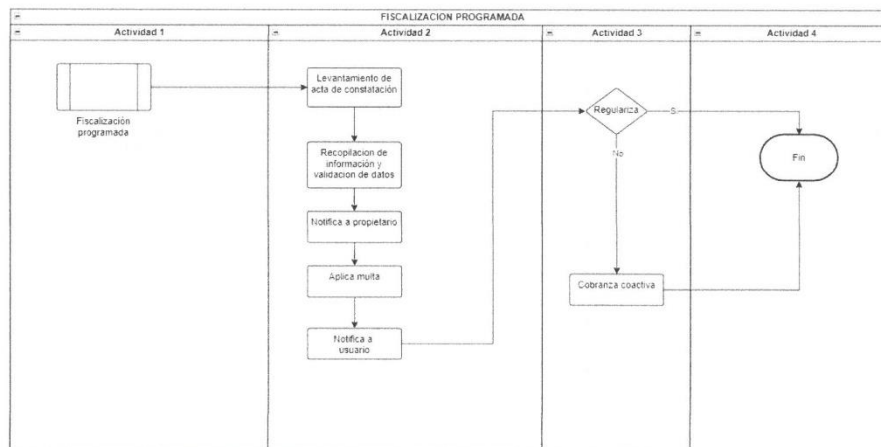 FISCALIZACION PROGRAMADA
Actividad 1
Actividad 2
Actividad 3
Actividad 4
Fiscalización
programada
Levantamiento de
acta de constatación
Recopilacion de
información y
validacion de datos
Notifica a propietario
Aplica multa
Notifica a
usuario
Regulariza
S
No
Cobranza coactiva
Fin